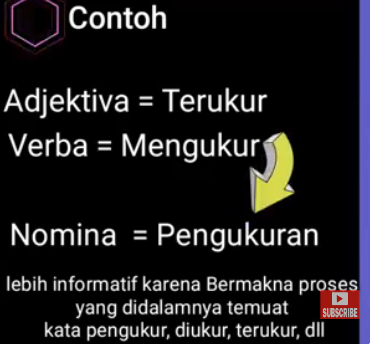 Contoh
Adjektiva = Terukur
Verba = Mengukur
Nomina = Pengukuran
lebih informatif karena Bermakna proses
yang didalamnya temuat
kata pengukur, diukur, terukur, dll
SUBSCRIBE